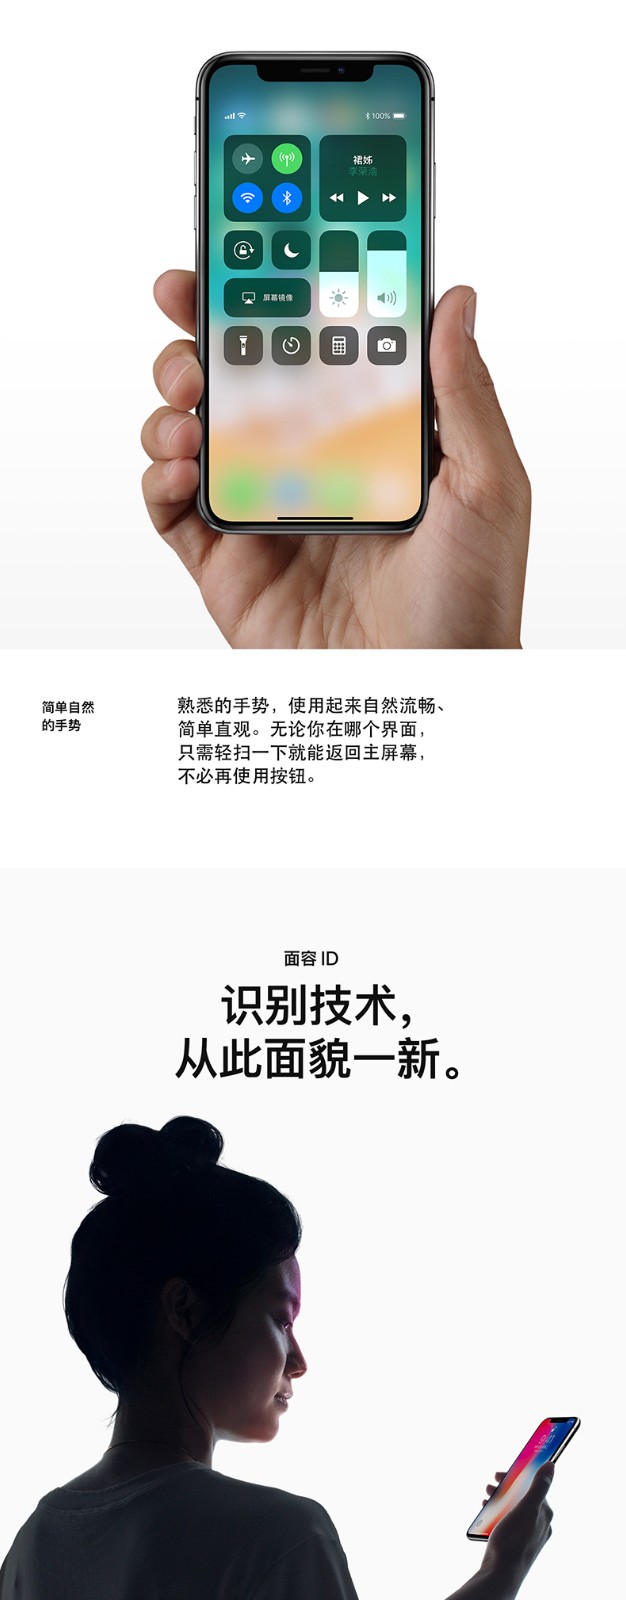 100%
裙姊
李荣浩
屏幕镜像
简单自然
的手势
熟悉的手势，使用起来自然流畅、
简单直观。无论你在哪个界面，
只需轻扫一下就能返回主屏幕，
不必再使用按钮。
面容 ID
识别技术，
从此面貌一新。